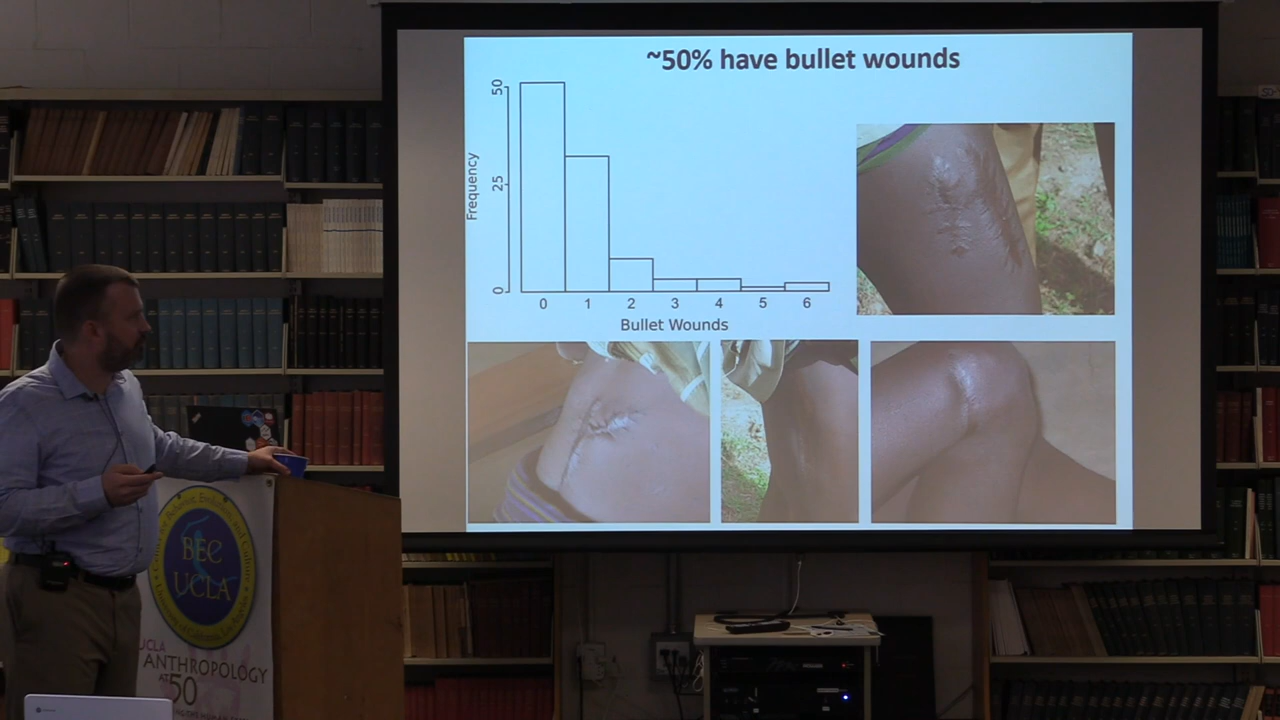 ~50% have bullet wounds
50
25
0
Frequency
0 1 2 3 4 5 6
Bullet Wounds
BEC
UCLA
UCLA
ANTHROPOLOGY
AT 50